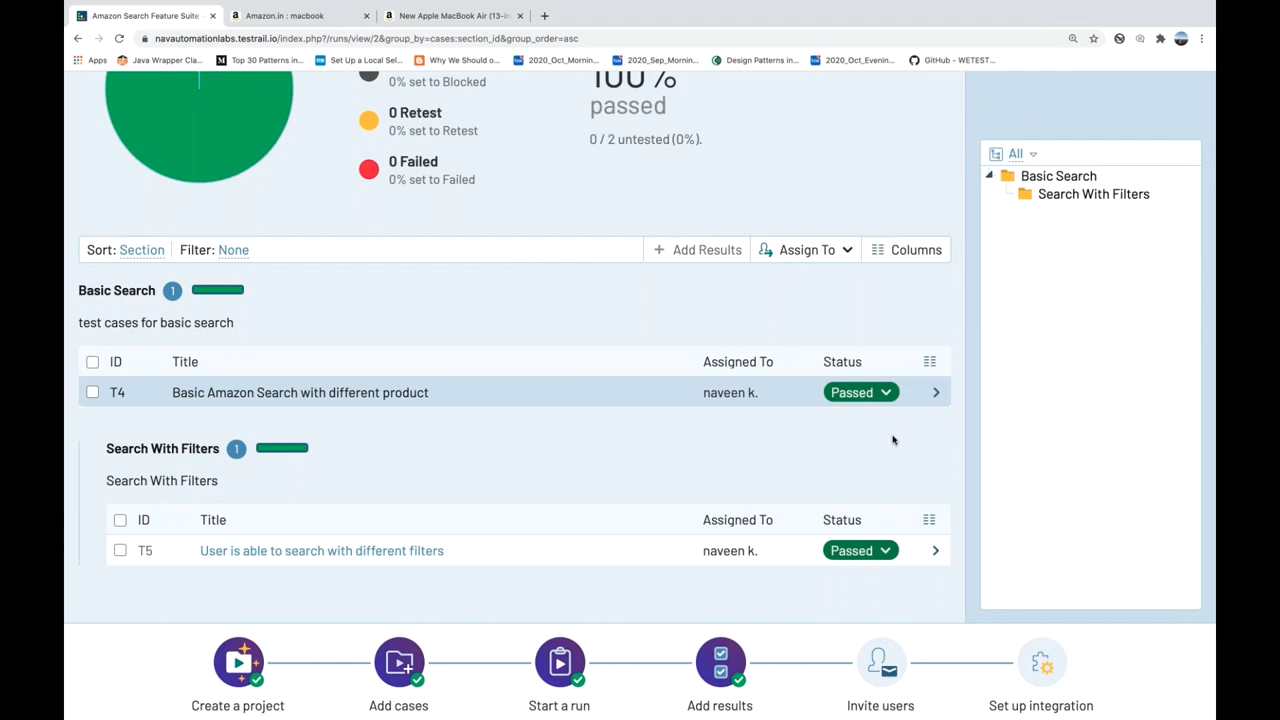 Amazon Search Feature Suite
Amazon.in : macbook
New Apple MacBook Air (13-in
navautomationlabs.testrail.io/index.php?/runs/view/2&group_by=cases:section_id&group_order=asc
Apps
Java Wrapper Cla...
Top 30 Patterns in...
Set Up a Local Sel...
Why We Should o...
2020_Oct_Mornin...
2020_Sep_Mornin...
Design Patterns in...
2020_Oct_Evenin...
GitHub - WETEST...
0% set to Blocked
0 Retest
0% set to Retest
0 Failed
0% set to Failed
100%
passed
0 / 2 untested (0%).
All
Basic Search
Search With Filters
Sort: Section Filter: None
+ Add Results
Assign To
Columns
Basic Search 1
test cases for basic search
ID Title Assigned To Status
T4 Basic Amazon Search with different product naveen k. Passed
Search With Filters 1
Search With Filters
ID Title Assigned To Status
T5 User is able to search with different filters naveen k. Passed
Create a project
Add cases
Start a run
Add results
Invite users
Set up integration